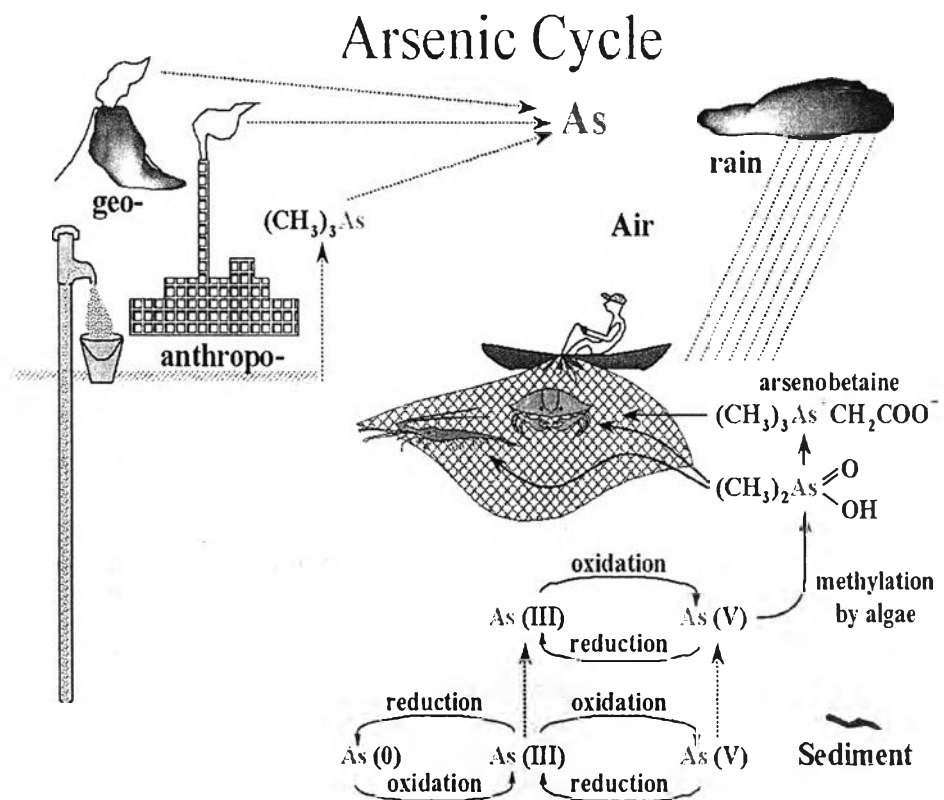 Arsenic Cycle
As
rain
geo-
(CH₃)₃As
Air
anthropo-
arsenobetaine
(CH₃)₃As⁺CH₂COO⁻
(CH₃)₂As
O
OH
oxidation
methylation
by algae
As (III)
As (V)
reduction
reduction
oxidation
As (0)
As (III)
As (V)
Sediment
oxidation
reduction